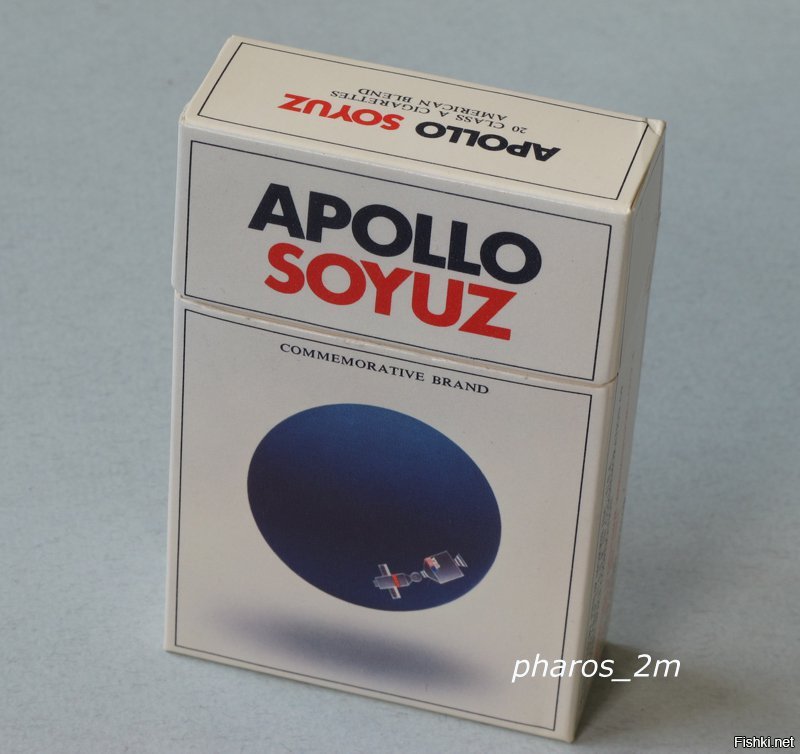 20 CLASS A CIGARETTES
AMERICAN BLEND
APOLLO SOYUZ
APOLLO
SOYUZ
COMMEMORATIVE BRAND
pharos_2m
Fishki.net